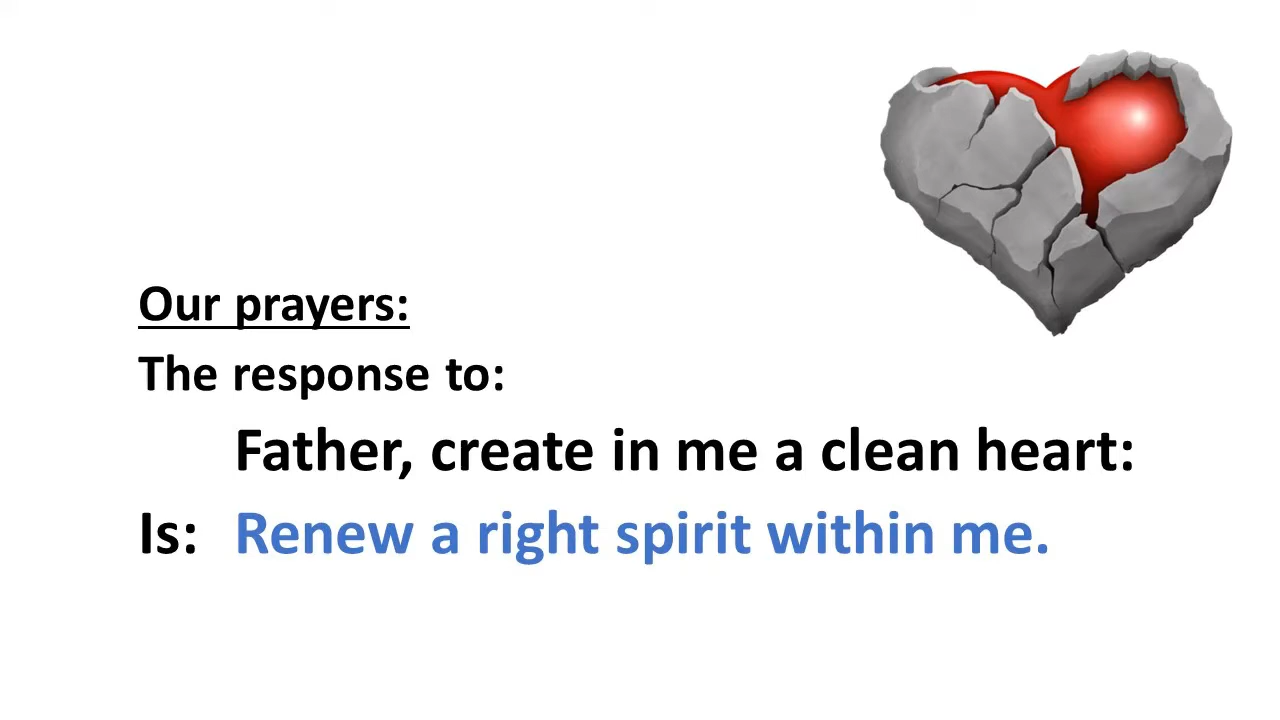 Our prayers:
The response to:
Father, create in me a clean heart:
Is: Renew a right spirit within me.